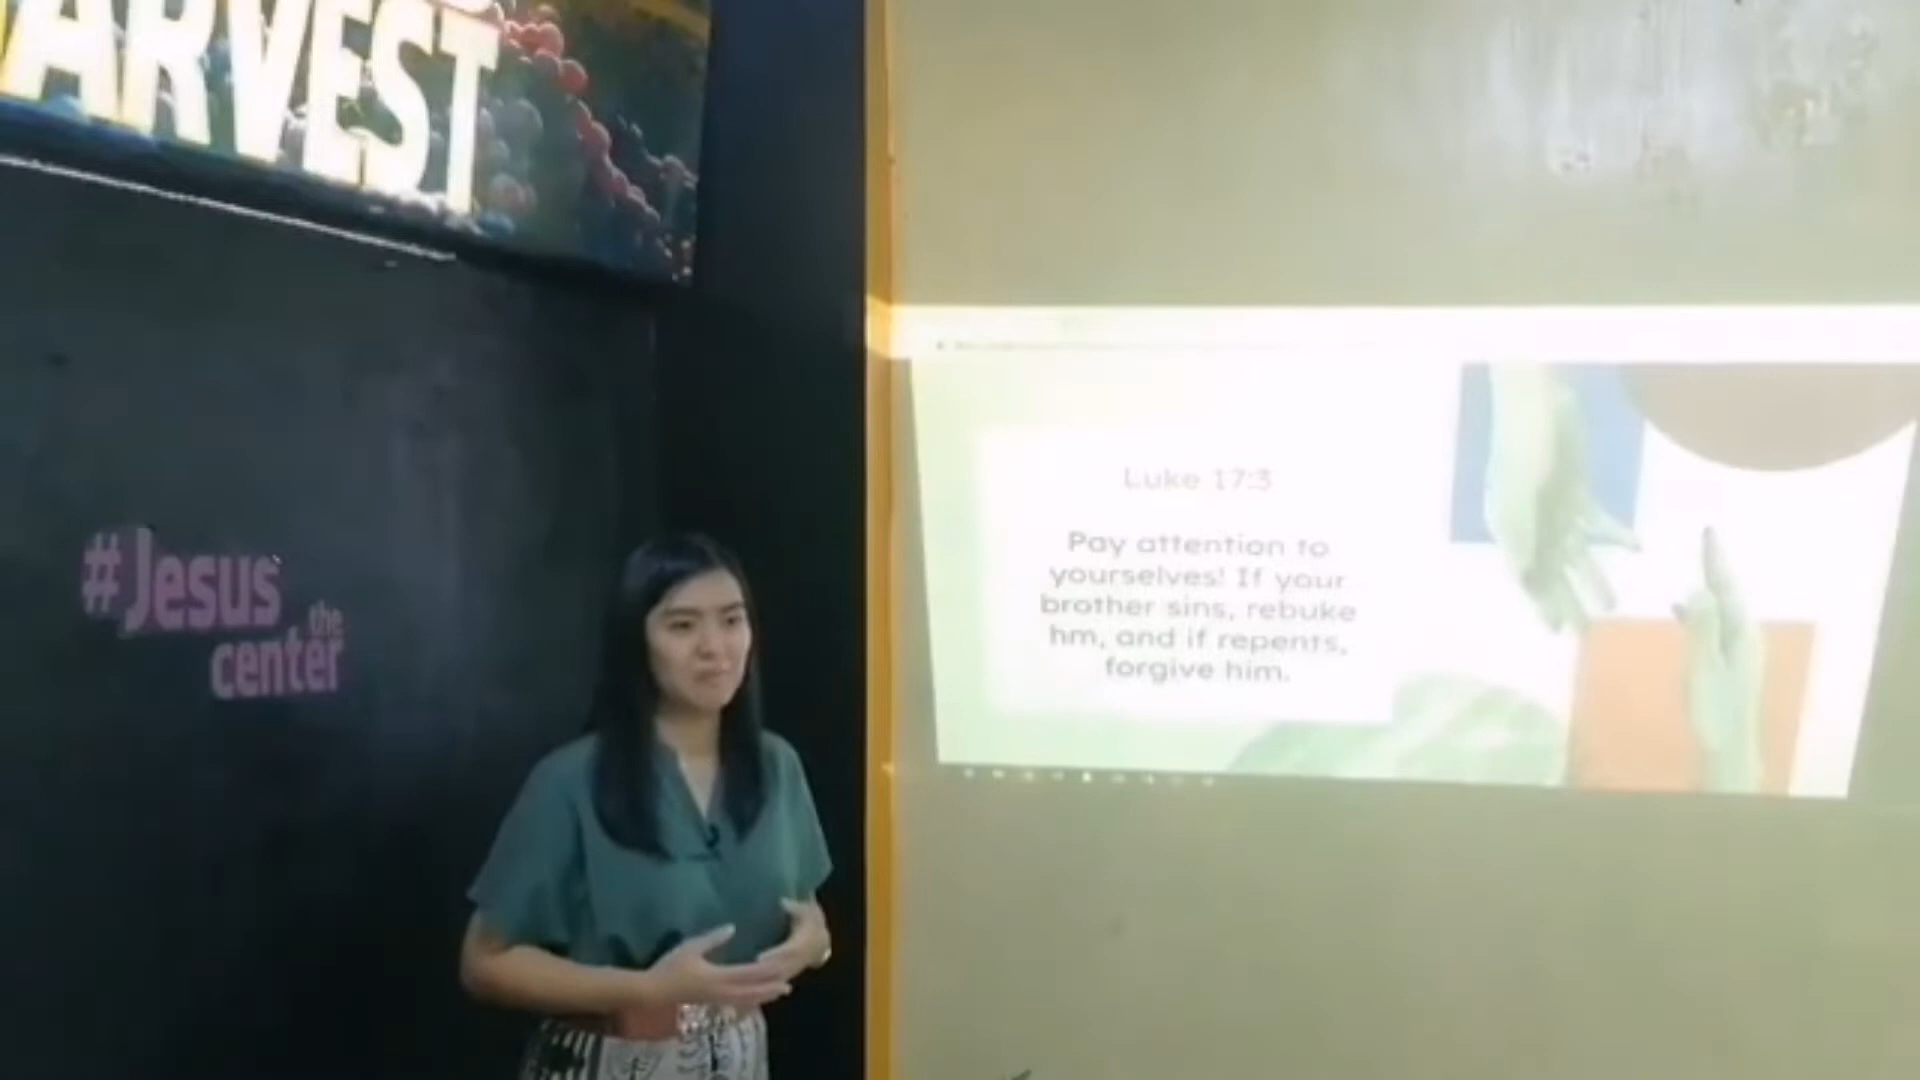 ARVEST
#Jesus
the
center
Luke 17:3
Pay attention to
yourselves! If your
brother sins, rebuke
hm, and if repents,
forgive him.